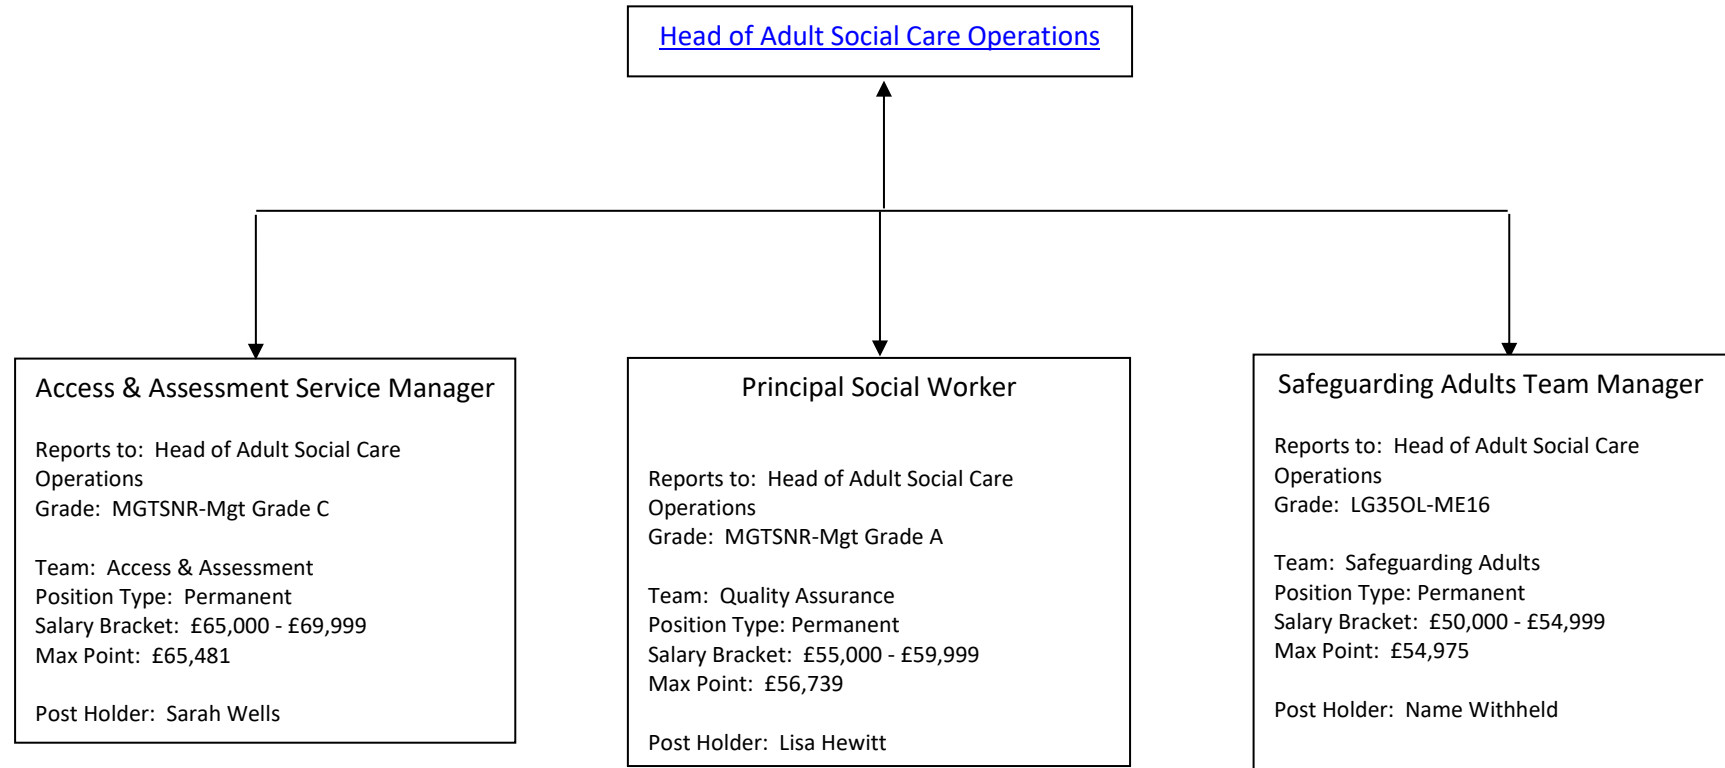 Head of Adult Social Care Operations
Access & Assessment Service Manager
Reports to: Head of Adult Social Care
Operations
Grade: MGTSNR-Mgt Grade C
Team: Access & Assessment
Position Type: Permanent
Salary Bracket: £65,000 - £69,999
Max Point: £65,481
Post Holder: Sarah Wells
Principal Social Worker
Reports to: Head of Adult Social Care
Operations
Grade: MGTSNR-Mgt Grade A
Team: Quality Assurance
Position Type: Permanent
Salary Bracket: £55,000 - £59,999
Max Point: £56,739
Post Holder: Lisa Hewitt
Safeguarding Adults Team Manager
Reports to: Head of Adult Social Care
Operations
Grade: LG35OL-ME16
Team: Safeguarding Adults
Position Type: Permanent
Salary Bracket: £50,000 - £54,999
Max Point: £54,975
Post Holder: Name Withheld